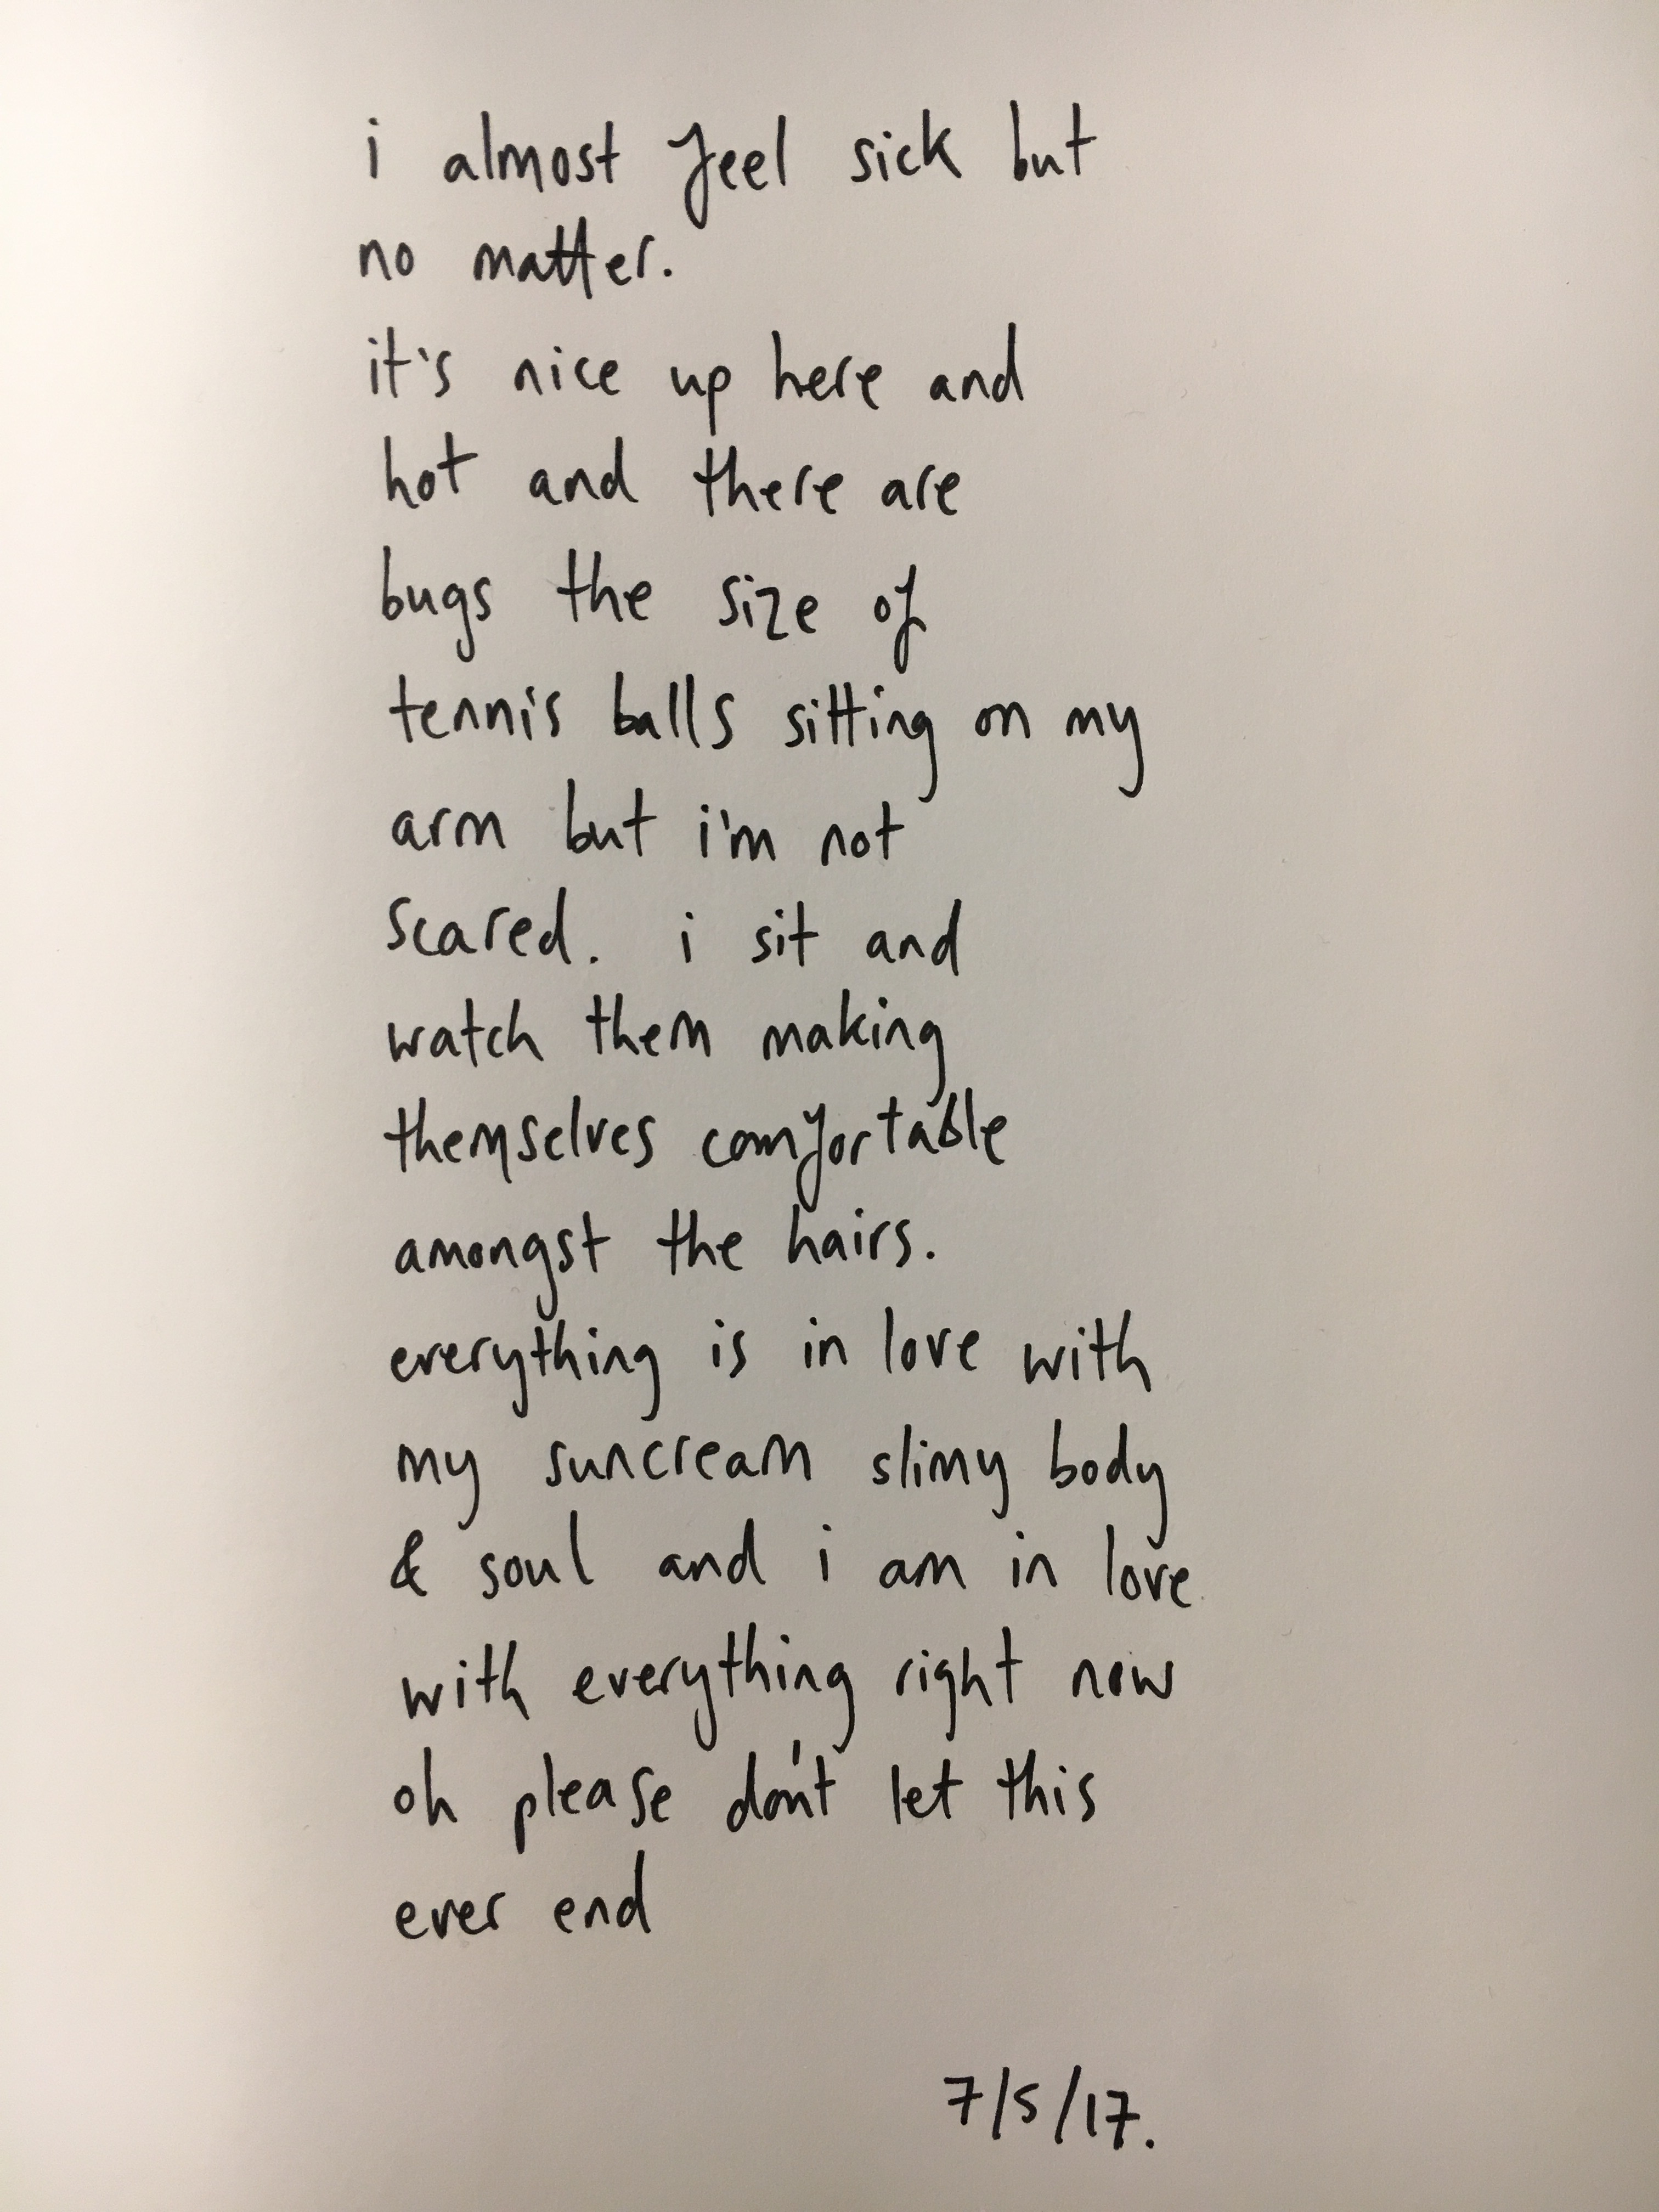 i almost feel sick but
no matter.
it's nice up here and
hot and there are
bugs the size of
tennis balls sitting on my
arm but i'm not
scared. i sit and
watch them making
themselves comfortable
amongst the hairs.
everything is in love with
my suncream slimy body
& soul and i am in love
with everything right now
oh please don't let this
ever end
7/5/17.